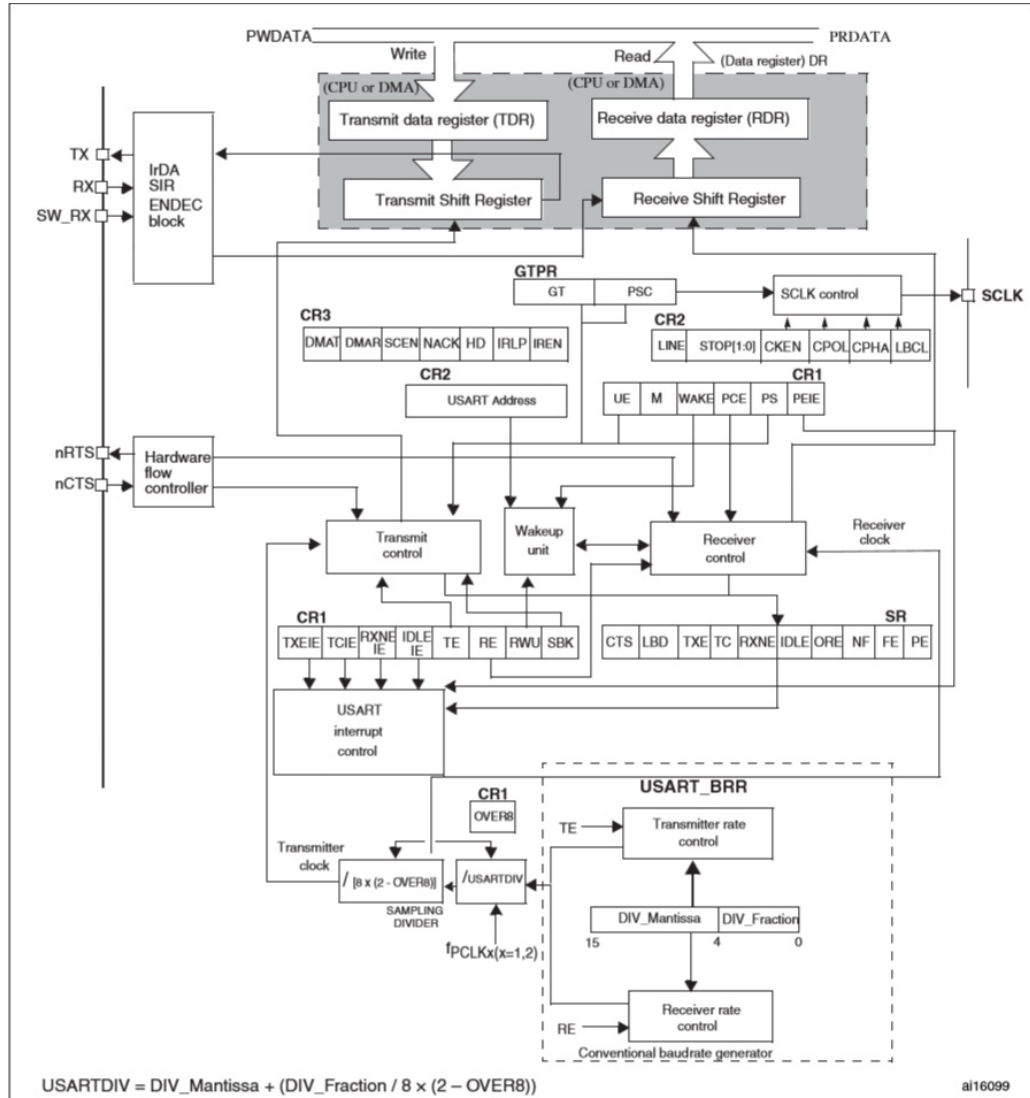 PWDATA
PRDATA
Write
Read
(Data register) DR
(CPU or DMA)
(CPU or DMA)
Transmit data register (TDR)
Receive data register (RDR)
TX
RX
SW_RX
IrDA
SIR
ENDEC
block
Transmit Shift Register
Receive Shift Register
GTPR
GT PSC
SCLK control
SCLK
CR3
DMAT DMAR SCEN NACK HD IRLP IREN
CR2
LINE STOP[1:0] CKEN CPOL CPHA LBCL
CR2
USART Address
CR1
UE M WAKE PCE PS PEIE
nRTS
nCTS
Hardware
flow
controller
Transmit
control
Wakeup
unit
Receiver
control
Receiver
clock
CR1
TXEIE TCIE RXNE IE IDLE IE TE RE RWU SBK
SR
CTS LBD TXE TC RXNE IDLE ORE NF FE PE
USART
interrupt
control
CR1
OVER8
USART_BRR
TE
Transmitter rate
control
Transmitter
clock
/ [8 x (2 - OVER8)]
/USARTDIV
SAMPLING
DIVIDER
fPCLKx(x=1,2)
DIV_Mantissa DIV_Fraction
15 4 0
RE
Receiver rate
control
Conventional baudrate generator
USARTDIV = DIV_Mantissa + (DIV_Fraction / 8 × (2 – OVER8))
ai16099